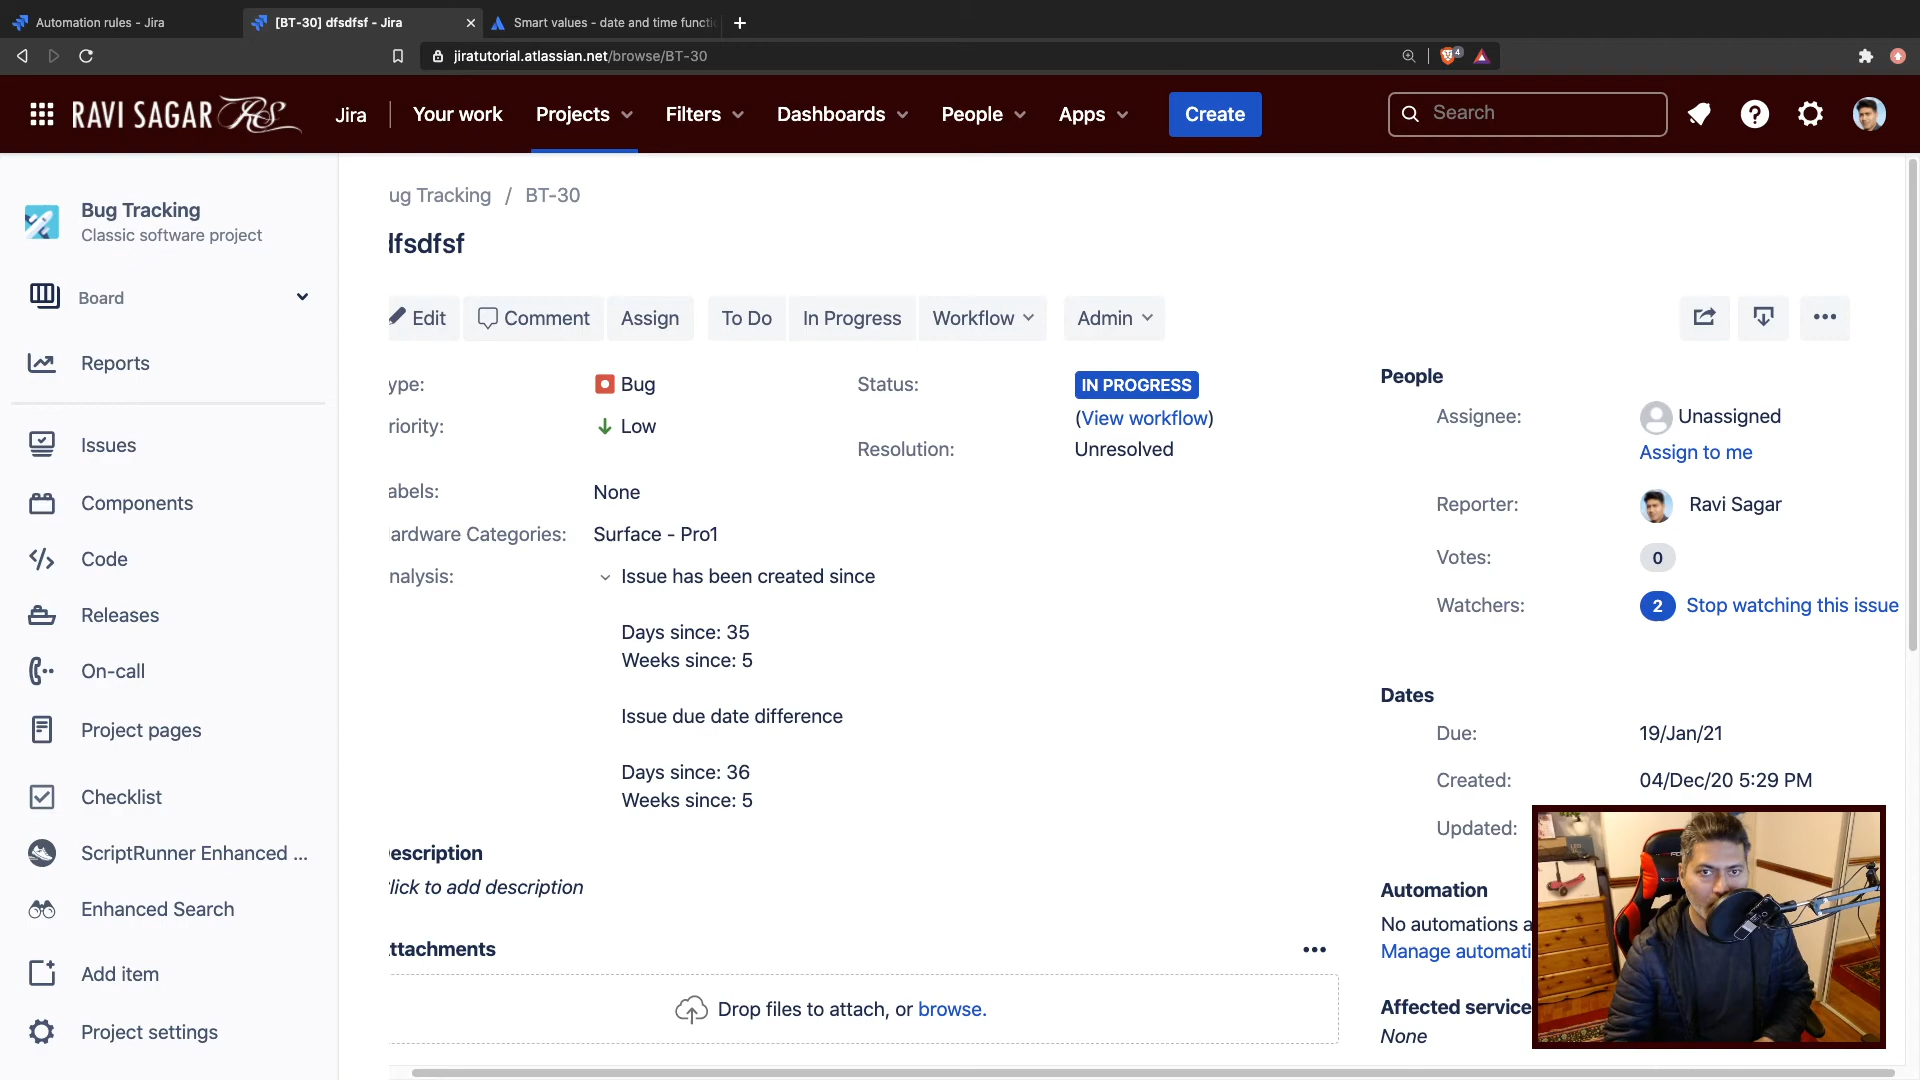 Automation rules - Jira
[BT-30] dfsdfsf - Jira
Smart values - date and time functi
jiratutorial.atlassian.net/browse/BT-30
4
RAVI SAGAR RS
Jira
Your work
Projects
Filters
Dashboards
People
Apps
Create
Search
Bug Tracking
Classic software project
Board
Reports
Issues
Components
Code
Releases
On-call
Project pages
Checklist
ScriptRunner Enhanced ...
Enhanced Search
Add item
Project settings
ug Tracking / BT-30
dfsdfsf
Edit
Comment
Assign
To Do
In Progress
Workflow
Admin
ype:
Bug
Status:
IN PROGRESS
(View workflow)
riority:
Low
Resolution:
Unresolved
abels:
None
ardware Categories:
Surface - Pro1
nalysis:
Issue has been created since
Days since: 35
Weeks since: 5
Issue due date difference
Days since: 36
Weeks since: 5
escription
lick to add description
ttachments
Drop files to attach, or browse.
People
Assignee:
Unassigned
Assign to me
Reporter:
Ravi Sagar
Votes:
0
Watchers:
2 Stop watching this issue
Dates
Due:
19/Jan/21
Created:
04/Dec/20 5:29 PM
Updated:
Automation
No automations a
Manage automati
Affected service
None